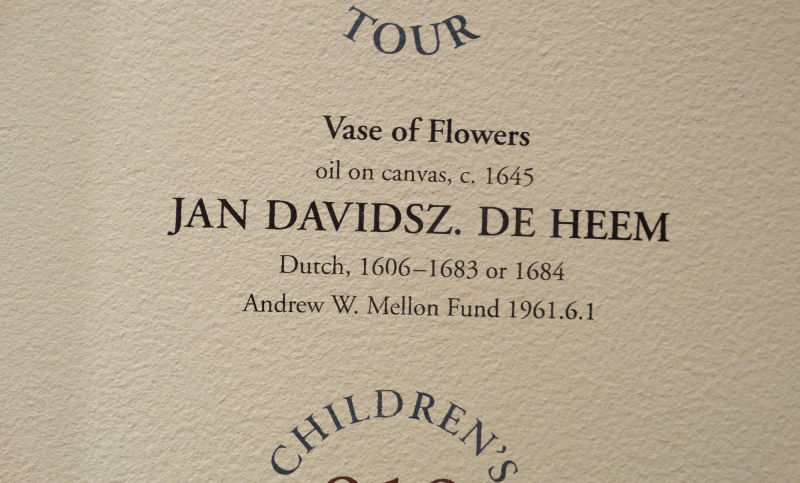 TOUR
Vase of Flowers
oil on canvas, c. 1645
JAN DAVIDSZ. DE HEEM
Dutch, 1606–1683 or 1684
Andrew W. Mellon Fund 1961.6.1
CHILDREN'S